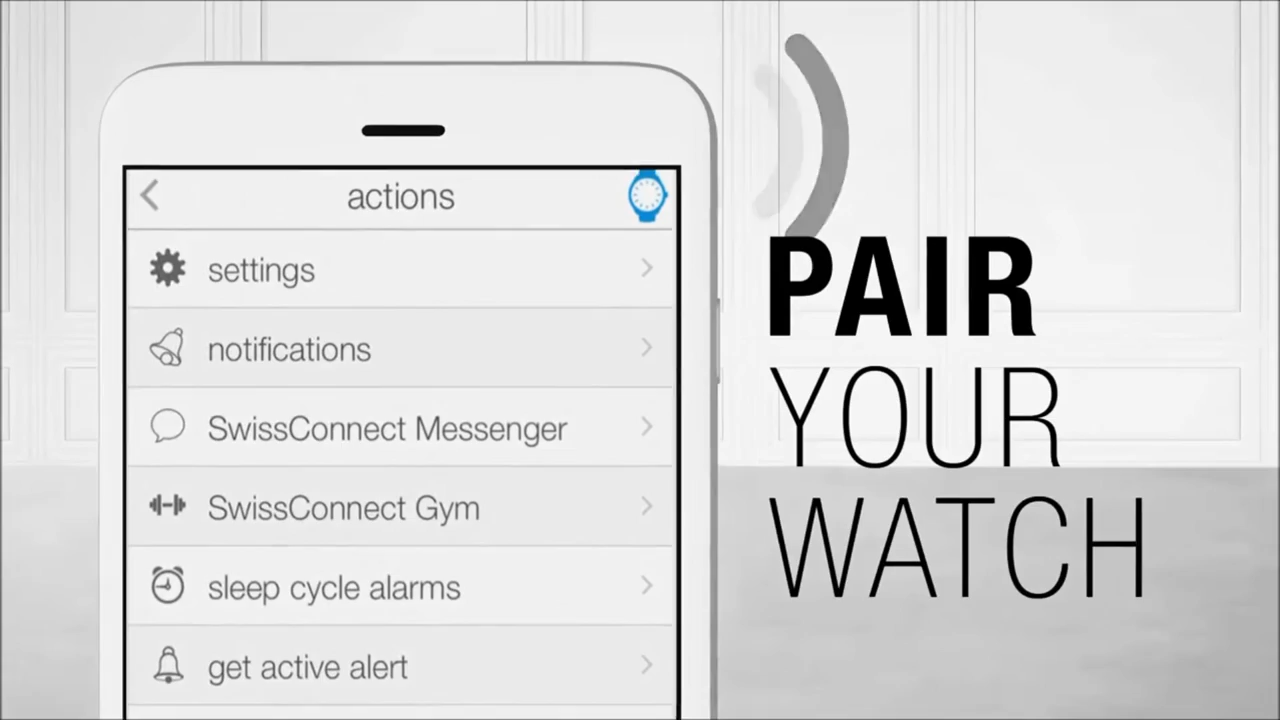 actions
settings
notifications
SwissConnect Messenger
SwissConnect Gym
sleep cycle alarms
get active alert
PAIR
YOUR
WATCH